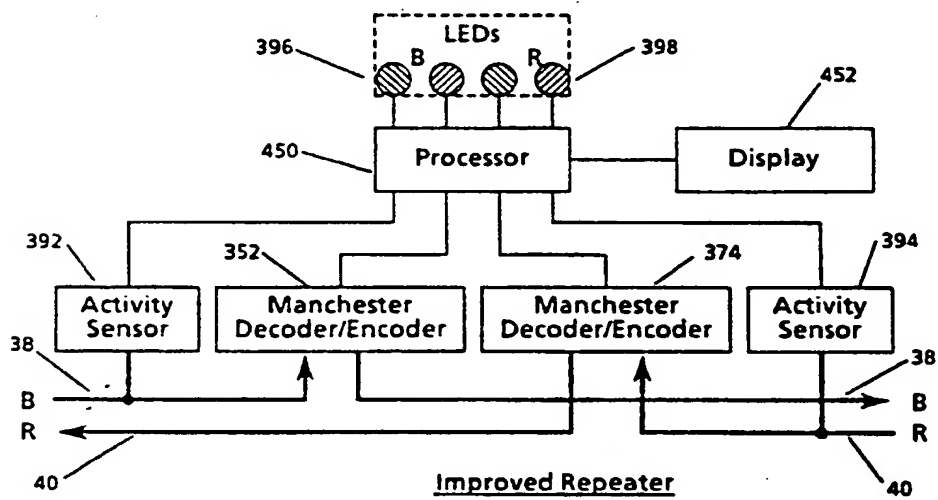 LEDs
396
B
R
398
452
450
Processor
Display
392
352
374
394
Activity
Sensor
Manchester
Decoder/Encoder
Manchester
Decoder/Encoder
Activity
Sensor
38
38
B
B
R
R
40
40
Improved Repeater